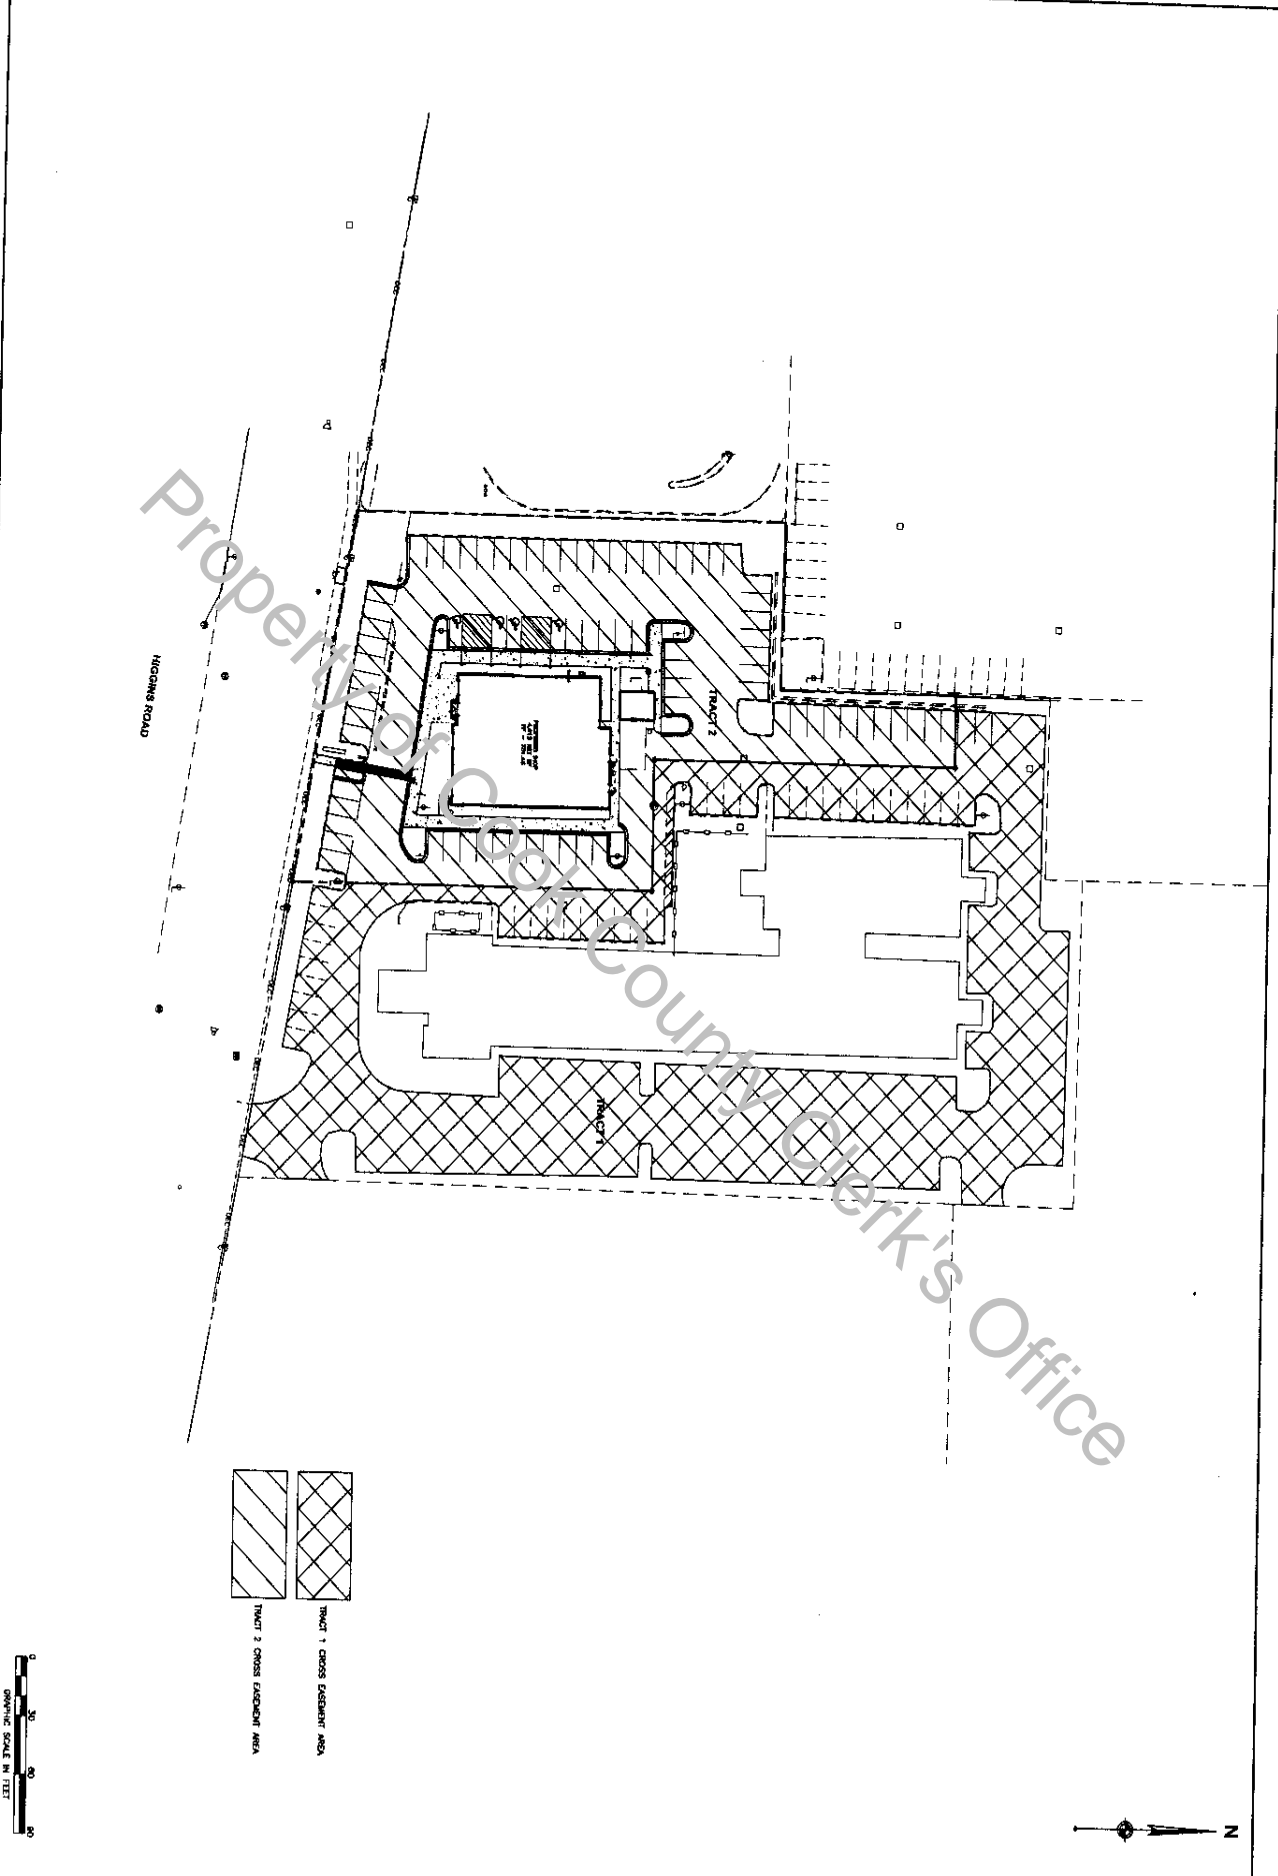 Property of Cook County Clerk's Office
HIGGINS ROAD
TRACT 2
TRACT 1
TRACT 1 CROSS EASEMENT AREA
TRACT 2 CROSS EASEMENT AREA
0 30 60 90
GRAPHIC SCALE IN FEET
N